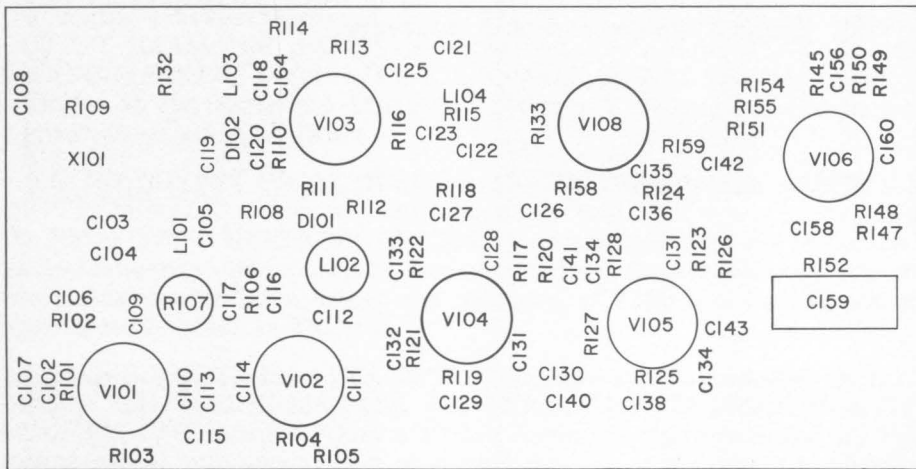 R114
R113
C121
C108
R132
L103
C118
C164
C125
R145
C156
R150
R149
R154
R109
V103
R116
L104
R115
C123
R133
V108
R155
R151
X101
C119
D102
C120
R110
C122
R159
C135
C142
V106
C160
R111
R118
R158
R124
C103
L101
C105
R108
D101
R112
C127
C126
C136
C158
R148
R147
C104
L102
C133
R122
C128
R117
R120
C141
C134
R128
C131
R123
R126
R152
C106
R102
C109
R107
C117
R106
C116
C112
V104
V105
C143
C159
C132
R121
C131
R127
C107
C102
R101
V101
C110
C113
C114
V102
C111
R119
C130
R125
C134
C129
C140
C138
C115
R104
R103
R105